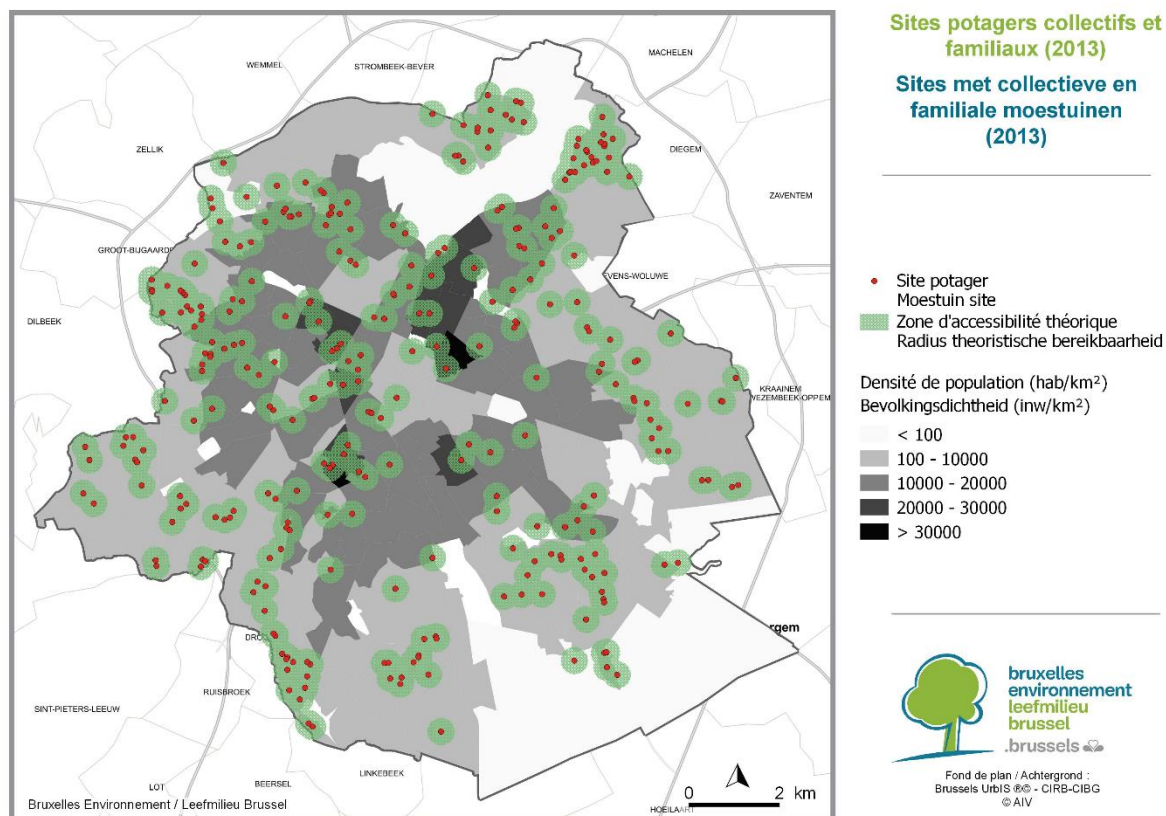 Sites potagers collectifs et
familiaux (2013)
Sites met collectieve en
familiale moestuinen
(2013)
MACHELEN
WEMMEL
STROMBEEK-BEVER
ZELLIK
DIEGEM
ZAVENTEM
GROOT-BIJGAARDE
EVENS-WOLUWE
DILBEEK
KRAAINEM
WEZEMBEEK-OPPEM
rgem
DRO
RUISBROEK
SINT-PIETERS-LEEUW
LINKEBEEK
LOT
BEERSEL
HOEILAART
0 2 km
Bruxelles Environnement / Leefmilieu Brussel
Site potager
Moestuin site
Zone d'accessibilité théorique
Radius theoristische bereikbaarheid
Densité de population (hab/km²)
Bevolkingsdichtheid (inw/km²)
< 100
100 - 10000
10000 - 20000
20000 - 30000
> 30000
bruxelles
environnement
leefmilieu
brussel
.brussels
Fond de plan / Achtergrond :
Brussels UrbIS ®© - CIRB-CIBG
© AIV